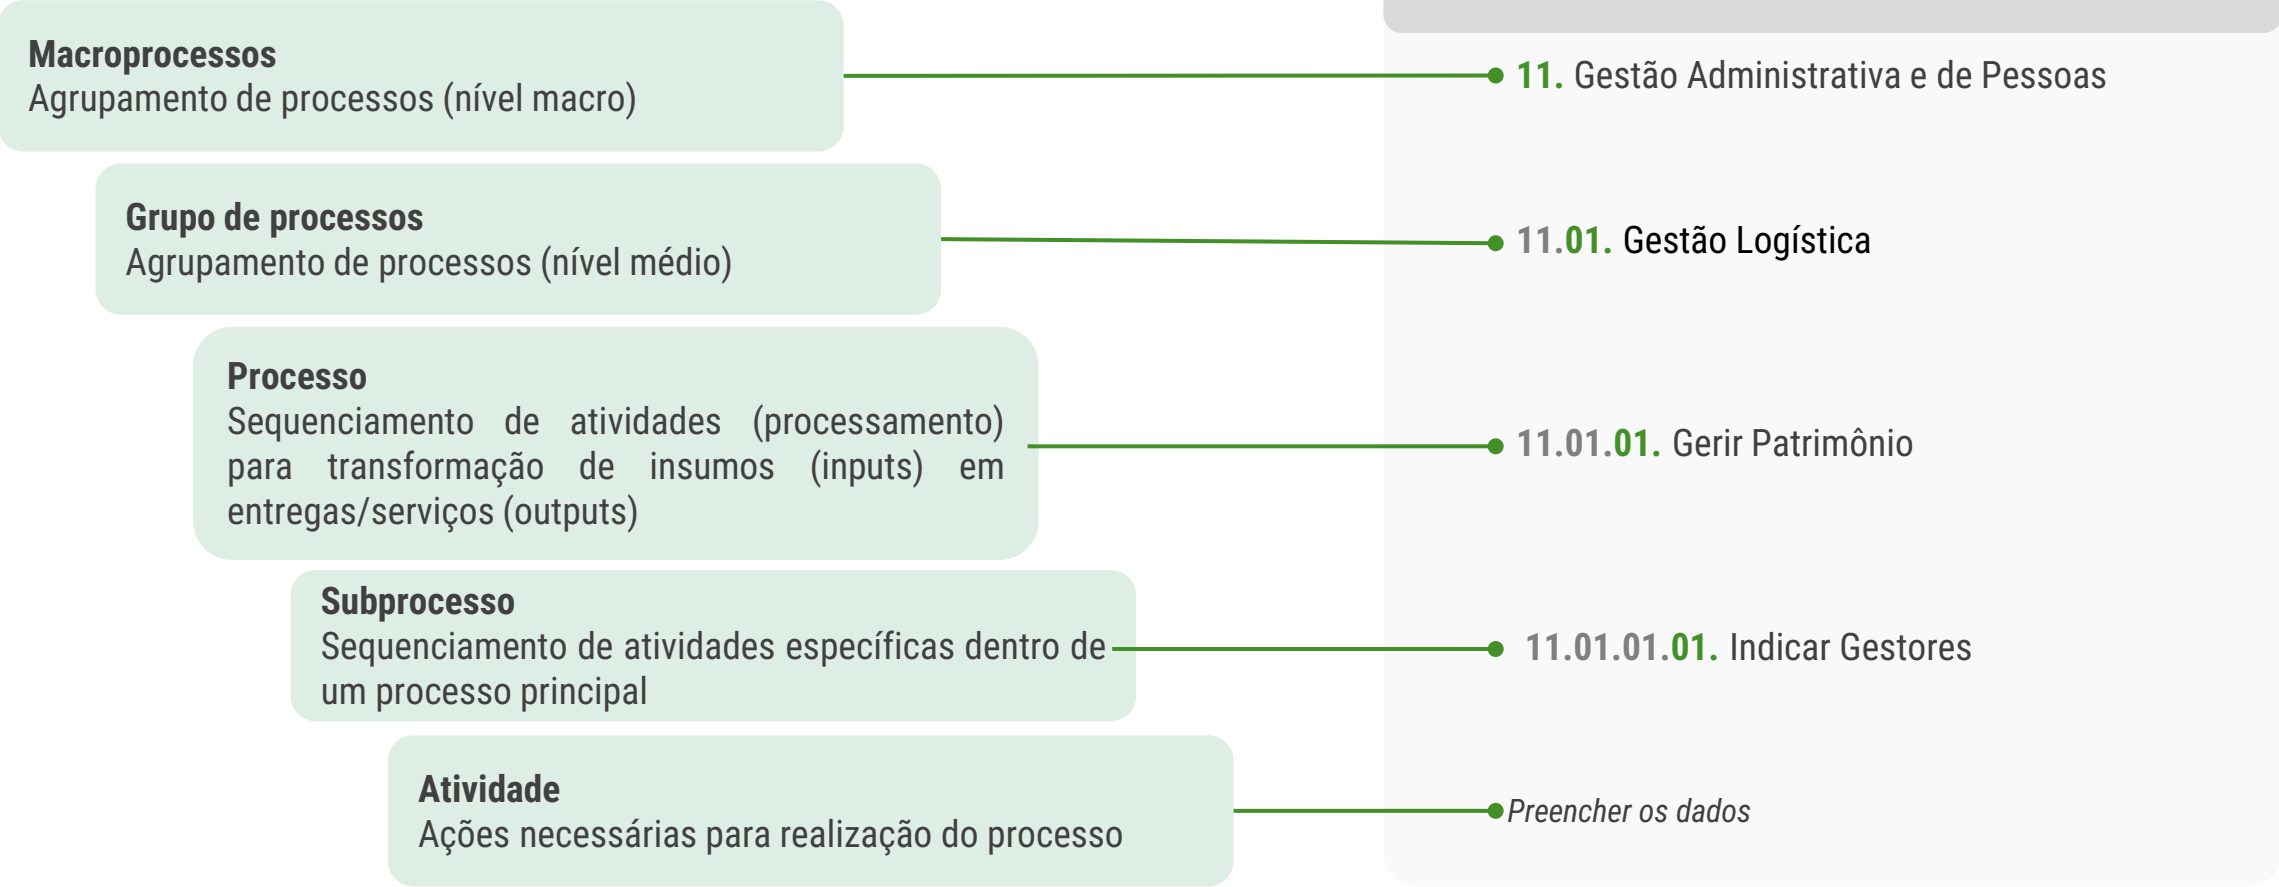 Macroprocessos
Agrupamento de processos (nível macro)
11. Gestão Administrativa e de Pessoas
Grupo de processos
Agrupamento de processos (nível médio)
11.01. Gestão Logística
Processo
Sequenciamento de atividades (processamento)
para transformação de insumos (inputs) em
entregas/serviços (outputs)
11.01.01. Gerir Patrimônio
Subprocesso
Sequenciamento de atividades específicas dentro de
um processo principal
11.01.01.01. Indicar Gestores
Atividade
Ações necessárias para realização do processo
Preencher os dados